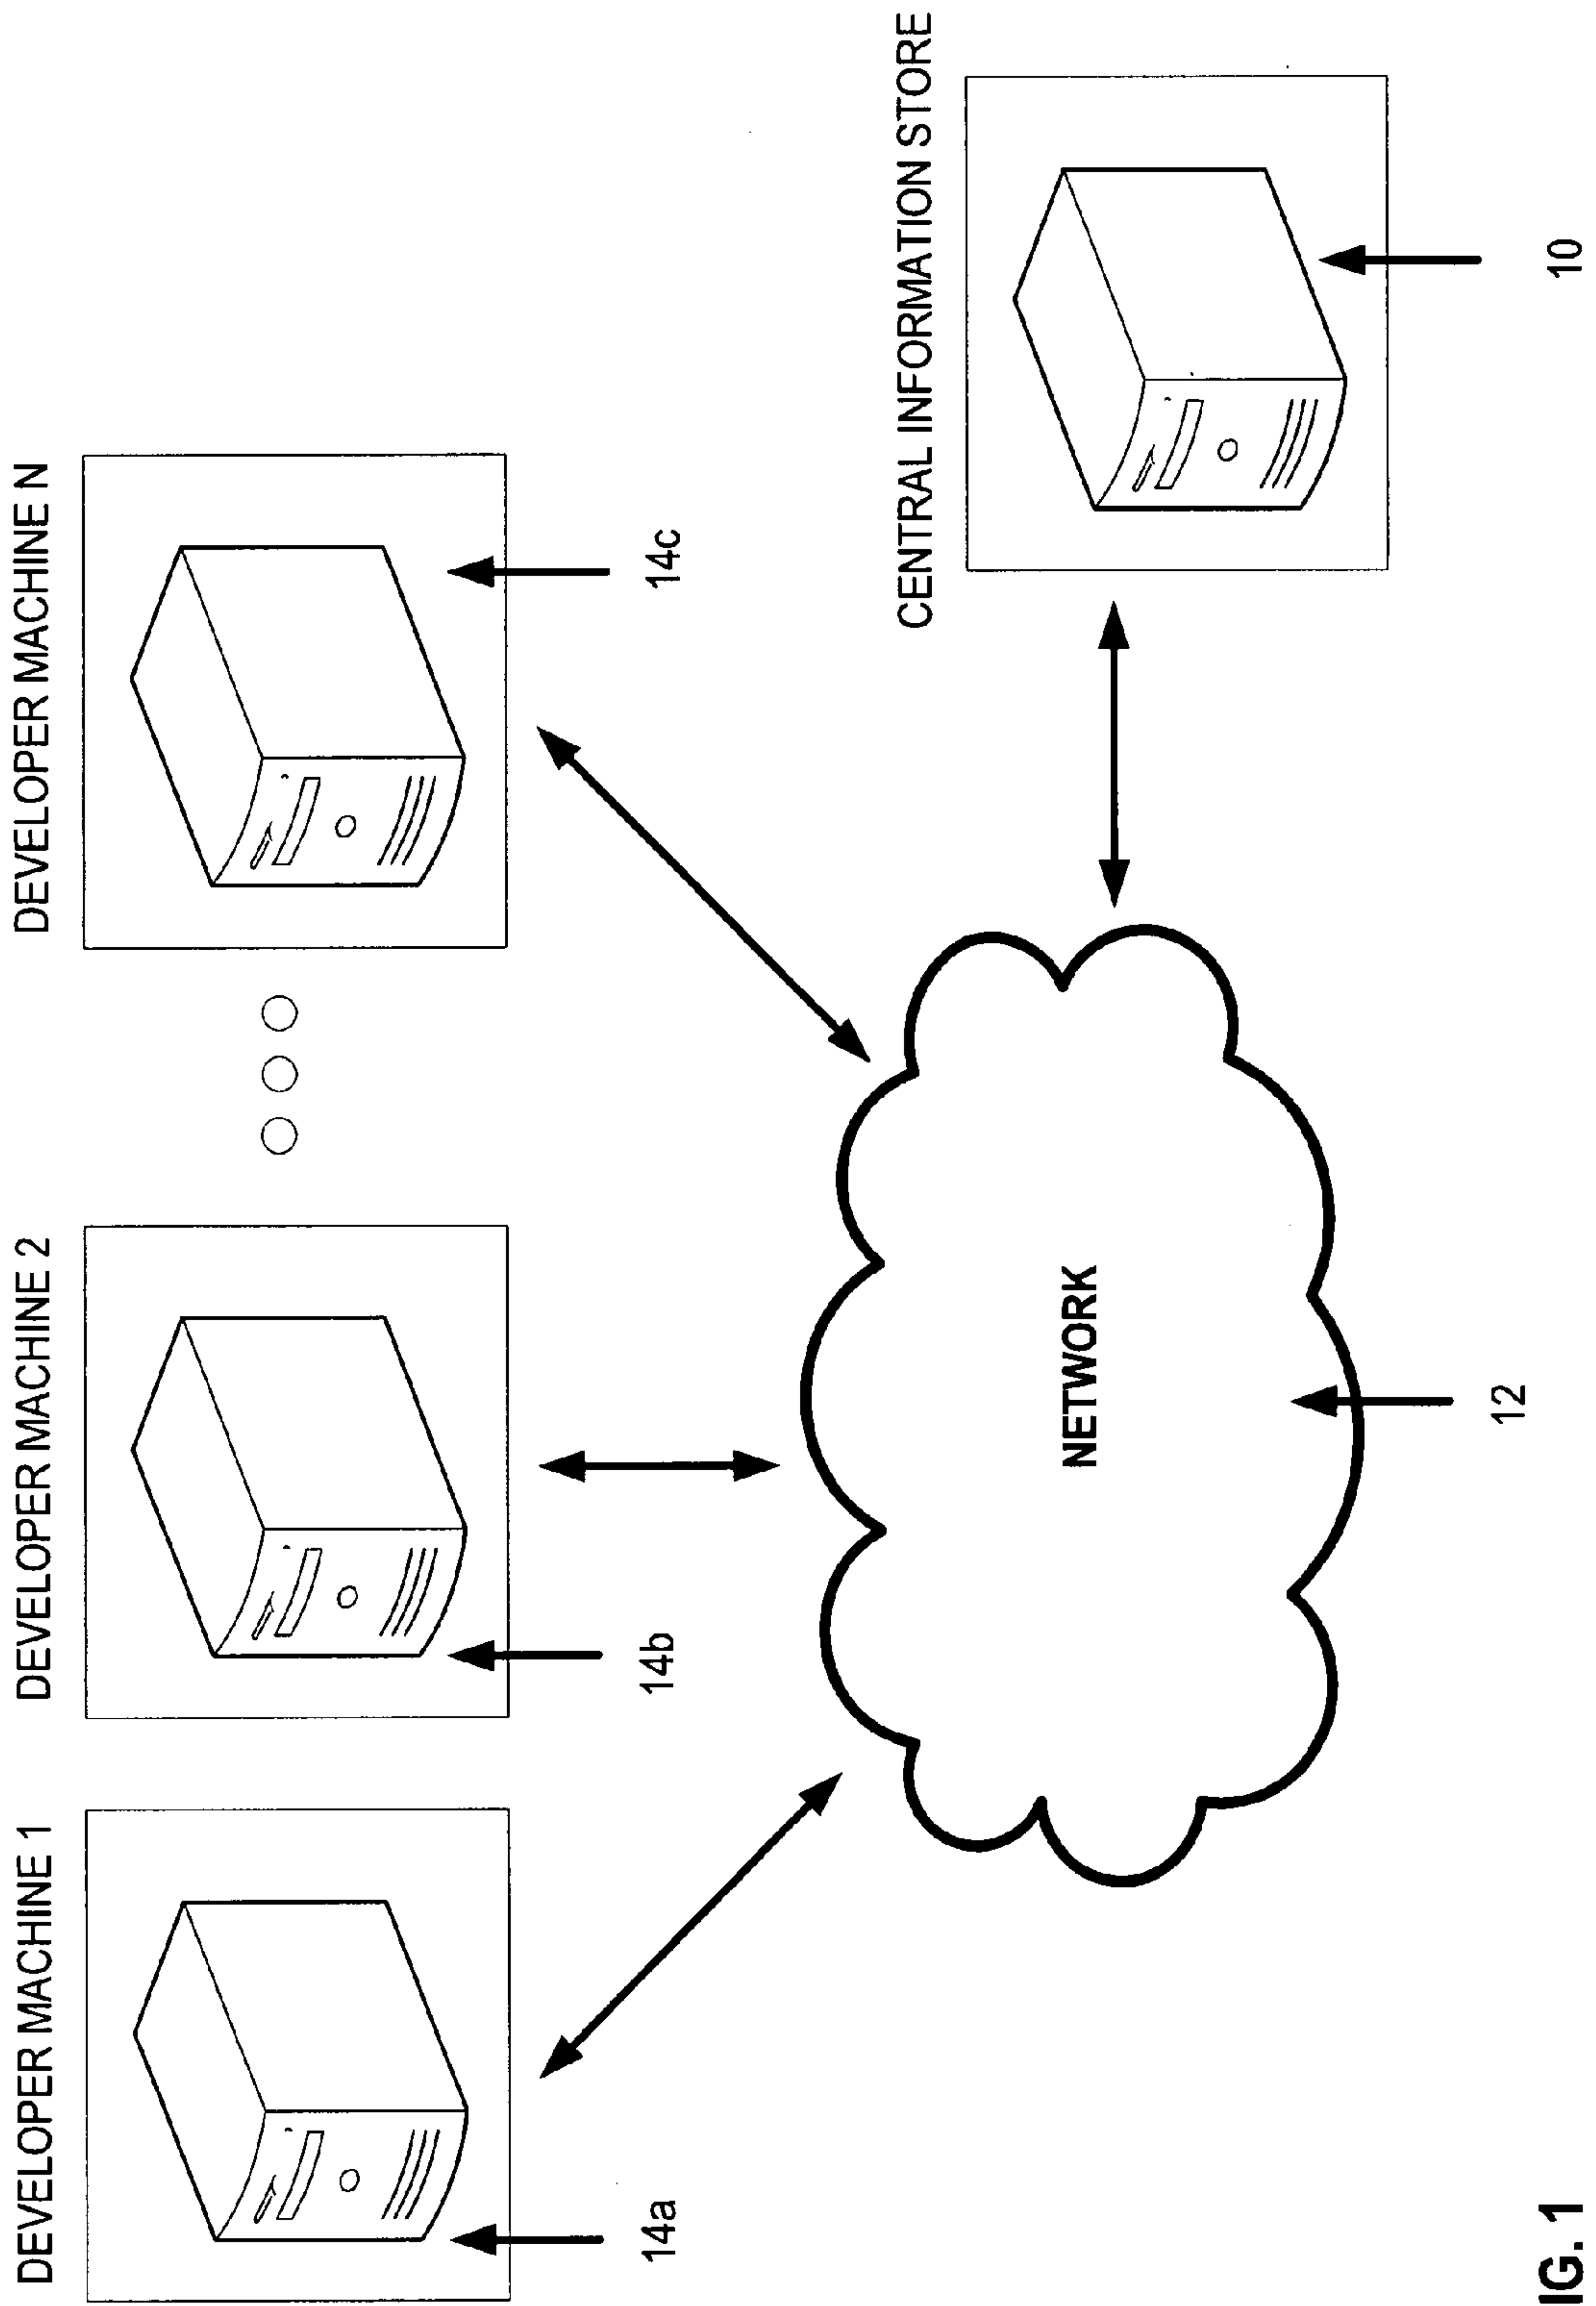 DEVELOPER MACHINE 1
DEVELOPER MACHINE 2
DEVELOPER MACHINE N
14a
14b
14c
CENTRAL INFORMATION STORE
NETWORK
12
10
IG. 1